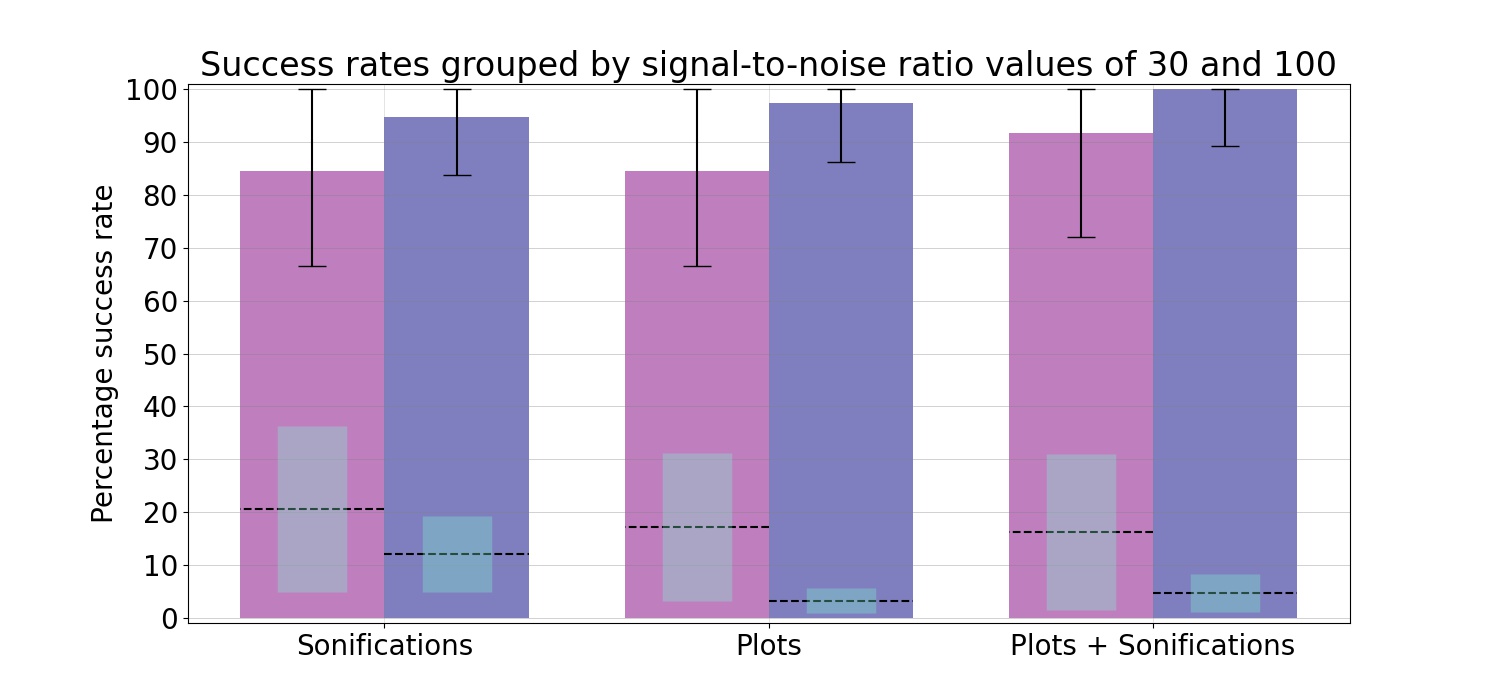 Success rates grouped by signal-to-noise ratio values of 30 and 100
Percentage success rate
100
90
80
70
60
50
40
30
20
10
0
Sonifications
Plots
Plots + Sonifications